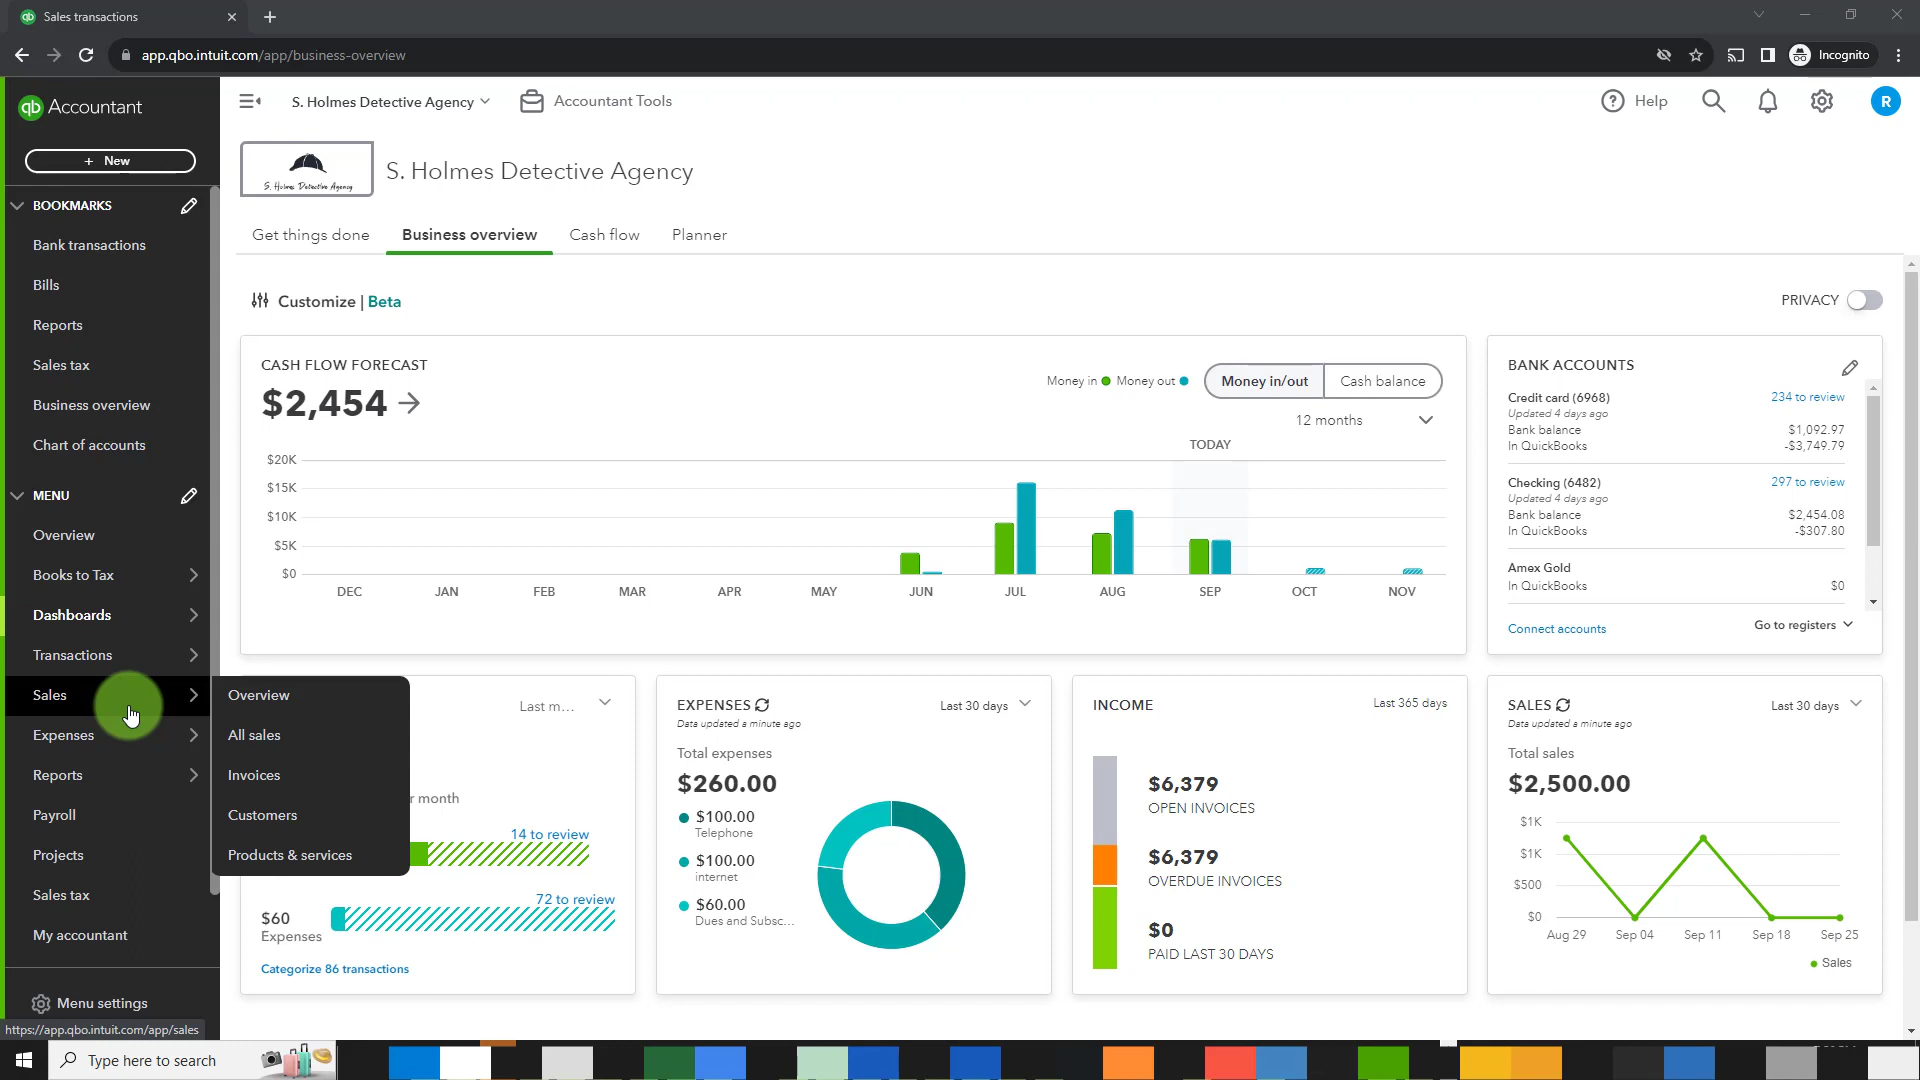 Sales transactions
app.qbo.intuit.com/app/business-overview
Incognito
qb Accountant
+ New
BOOKMARKS
Bank transactions
Bills
Reports
Sales tax
Business overview
Chart of accounts
MENU
Overview
Books to Tax
Dashboards
Transactions
Sales
Expenses
Reports
Payroll
Projects
Sales tax
My accountant
Menu settings
https://app.qbo.intuit.com/app/sales
Overview
All sales
Invoices
Customers
Products & services
S. Holmes Detective Agency
Accountant Tools
Help
R
S. Holmes Detective Agency
S. Holmes Detective Agency
Get things done
Business overview
Cash flow
Planner
Customize | Beta
PRIVACY
CASH FLOW FORECAST
$2,454
Money in
Money out
Money in/out
Cash balance
12 months
TODAY
$20K
$15K
$10K
$5K
$0
DEC JAN FEB MAR APR MAY JUN JUL AUG SEP OCT NOV
BANK ACCOUNTS
Credit card (6968)
234 to review
Updated 4 days ago
Bank balance $1,092.97
In QuickBooks -$3,749.79
Checking (6482)
297 to review
Updated 4 days ago
Bank balance $2,454.08
In QuickBooks -$307.80
Amex Gold
In QuickBooks $0
Connect accounts
Go to registers
Last m...
r month
14 to review
72 to review
$60
Expenses
Categorize 86 transactions
EXPENSES
Last 30 days
Data updated a minute ago
Total expenses
$260.00
$100.00
Telephone
$100.00
internet
$60.00
Dues and Subsc...
INCOME
Last 365 days
$6,379
OPEN INVOICES
$6,379
OVERDUE INVOICES
$0
PAID LAST 30 DAYS
SALES
Last 30 days
Data updated a minute ago
Total sales
$2,500.00
$1K
$1K
$500
$0
Aug 29 Sep 04 Sep 11 Sep 18 Sep 25
Sales
Type here to search